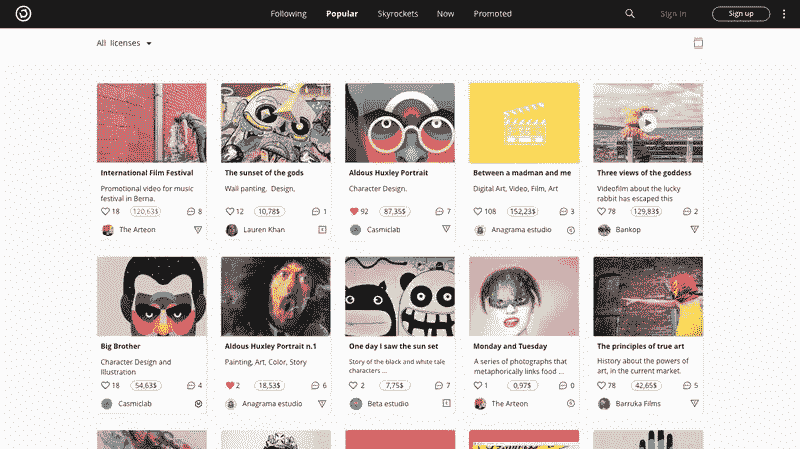 Following Popular Skyrockets Now Promoted Sign in Sign up
All licenses
International Film Festival
Promotional video for music
festival in Berna.
18 120,63$ 8
The Arteon
The sunset of the gods
Wall panting, Design,
12 10,78$ 1
Lauren Khan
Aldous Huxley Portrait
Character Design.
92 87,35$ 7
Casmiclab
Between a madman and me
Digital Art, Video, Film, Art
108 152,23$ 3
Anagrama estudio
Three views of the goddess
Videofilm about the lucky
rabbit has escaped this
78 129,83$ 2
Bankop
Big Brother
Character Design and
Illustration
18 54,63$ 4
Casmiclab
Aldous Huxley Portrait n.1
Painting, Art, Color, Story
2 18,53$ 6
Anagrama estudio
One day I saw the sun set
Story of the black and white tale
characters ...
2 7,75$ 7
Beta estudio
Monday and Tuesday
A series of photographs that
metaphorically links food ...
1 0,97$ 0
The Arteon
The principles of true art
History about the powers of
art, in the current market.
78 42,65$ 5
Barruka Films